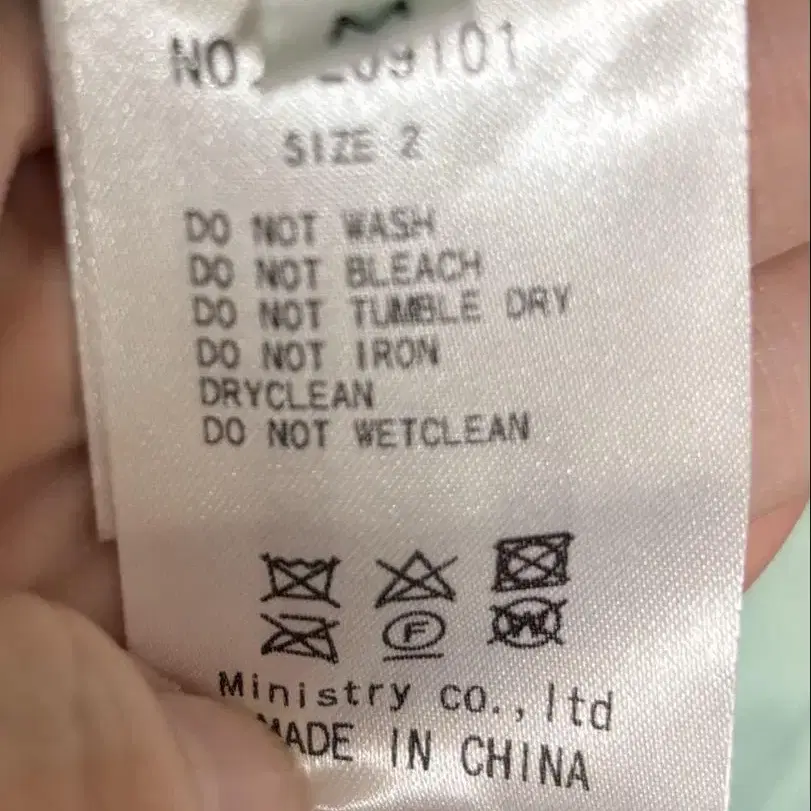 NO.
SIZE 2
DO NOT WASH
DO NOT BLEACH
DO NOT TUMBLE DRY
DO NOT IRON
DRYCLEAN
DO NOT WETCLEAN
F W
Ministry co.,ltd
MADE IN CHINA